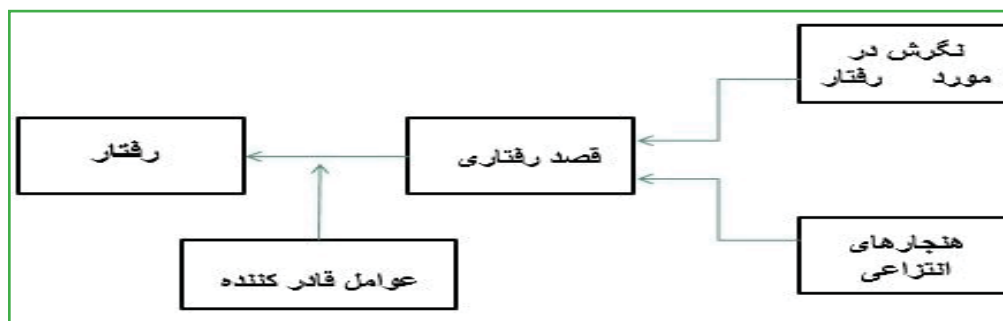 نگرش در
مورد رفتار
قصد رفتاری
رفتار
هنجارهای
انتزاعی
عوامل قادر کننده